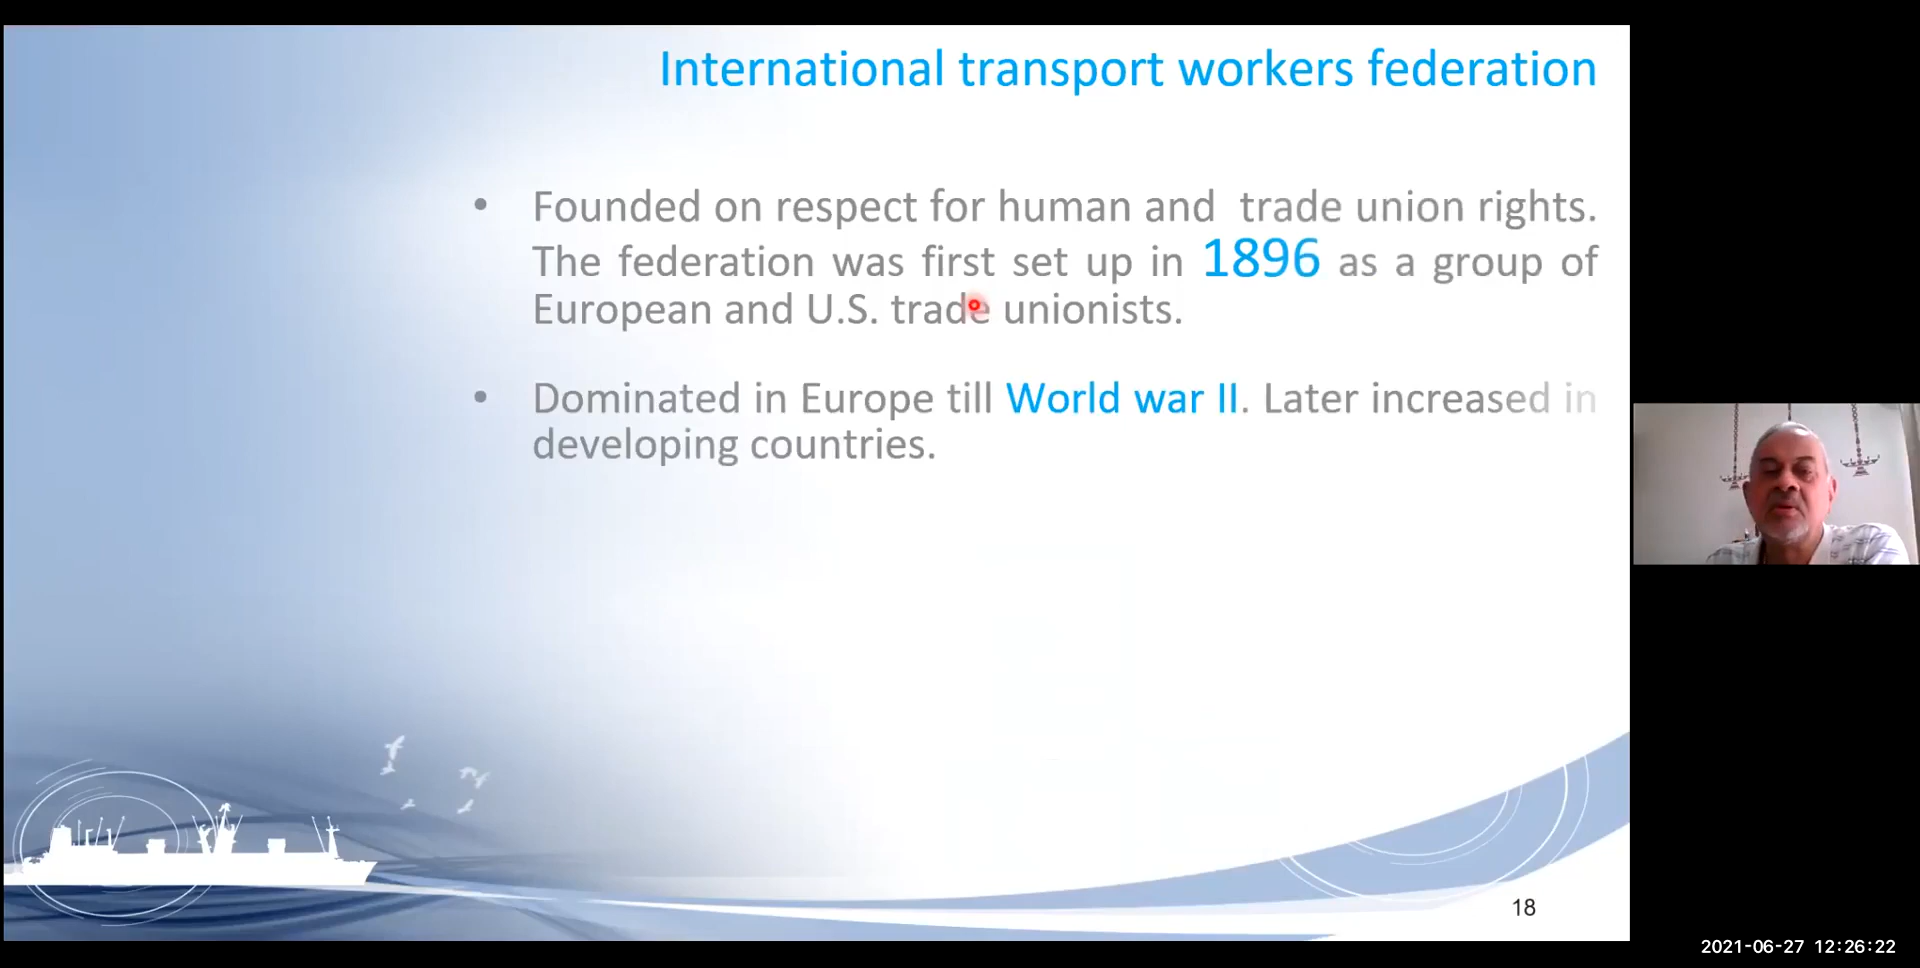 International transport workers federation
• Founded on respect for human and trade union rights.
The federation was first set up in 1896 as a group of
European and U.S. trade unionists.
• Dominated in Europe till World war II. Later increased in
developing countries.
18
2021-06-27 12:26:22